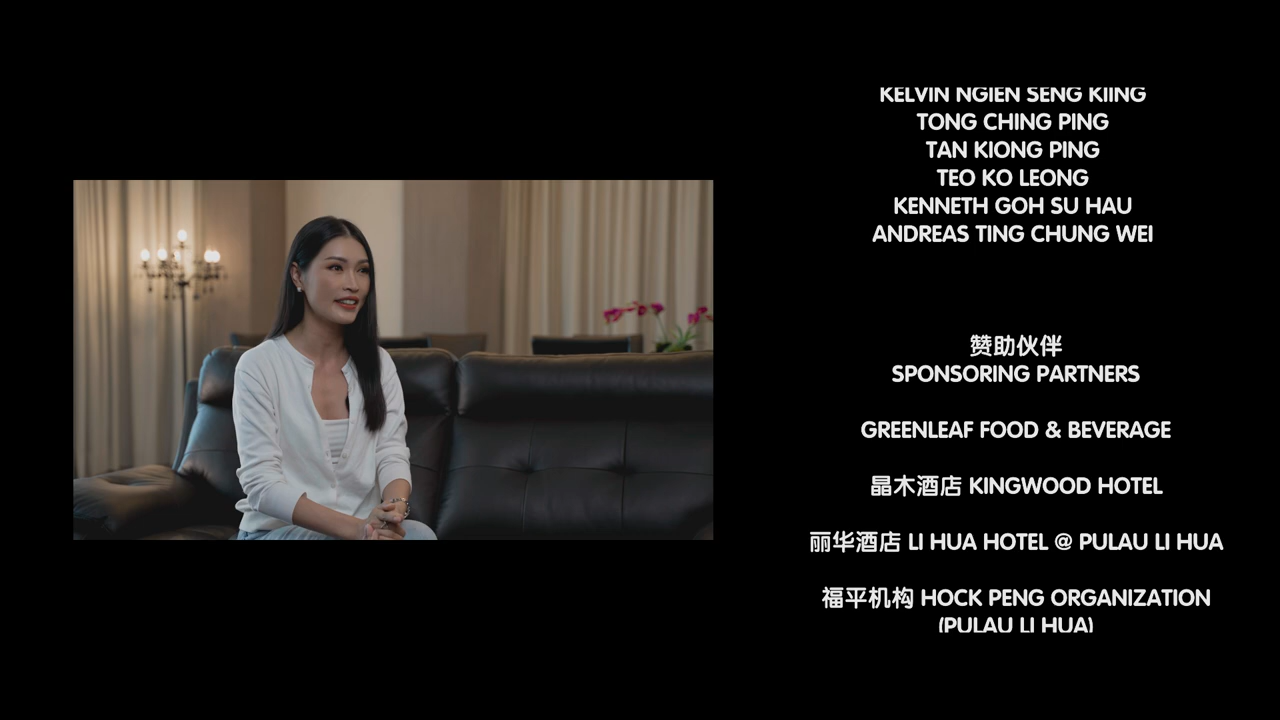 KELVIN NGIEN SENG KIING
TONG CHING PING
TAN KIONG PING
TEO KO LEONG
KENNETH GOH SU HAU
ANDREAS TING CHUNG WEI
赞助伙伴
SPONSORING PARTNERS
GREENLEAF FOOD & BEVERAGE
晶木酒店 KINGWOOD HOTEL
丽华酒店 LI HUA HOTEL @ PULAU LI HUA
福平机构 HOCK PENG ORGANIZATION
(PULAU LI HUA)